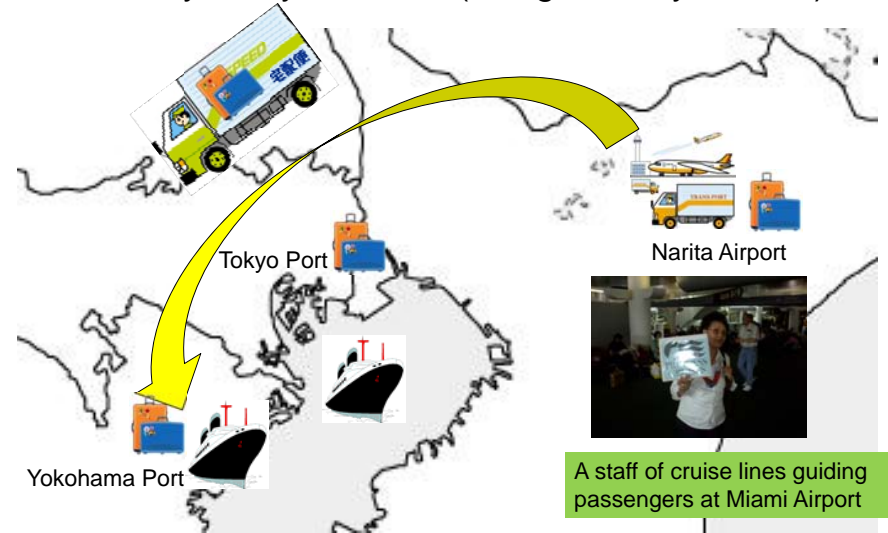 SPEED
宅配便
TRANSPORT
Narita Airport
Tokyo Port
Yokohama Port
A staff of cruise lines guiding
passengers at Miami Airport